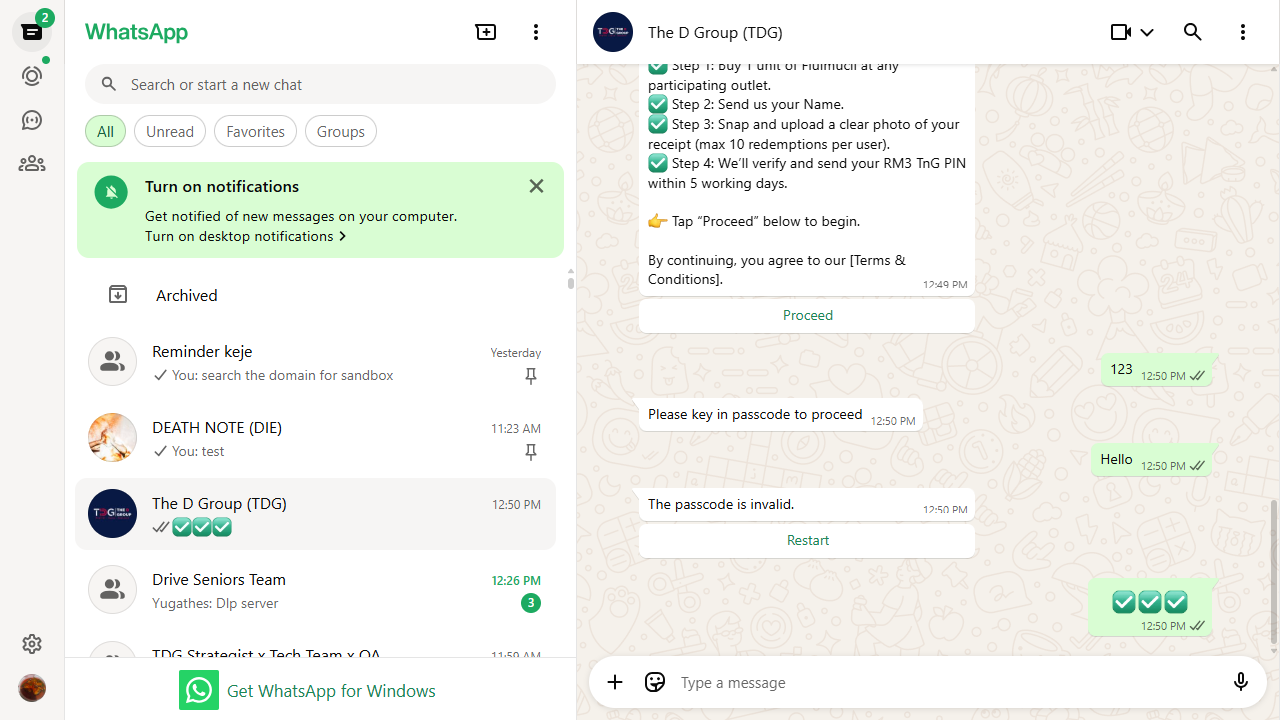 2
WhatsApp
Search or start a new chat
All
Unread
Favorites
Groups
Turn on notifications
Get notified of new messages on your computer.
Turn on desktop notifications
Archived
Reminder keje
Yesterday
You: search the domain for sandbox
DEATH NOTE (DIE)
11:23 AM
You: test
The D Group (TDG)
12:50 PM
✅✅✅
Drive Seniors Team
12:26 PM
Yugathes: Dlp server
3
TDG Strategist x Tech Team x QA
11:59 AM
Get WhatsApp for Windows
The D Group (TDG)
✅ Step 1: Buy 1 unit of Fluimucil at any
participating outlet.
✅ Step 2: Send us your Name.
✅ Step 3: Snap and upload a clear photo of your
receipt (max 10 redemptions per user).
✅ Step 4: We’ll verify and send your RM3 TnG PIN
within 5 working days.
👉 Tap “Proceed” below to begin.
By continuing, you agree to our [Terms &
Conditions].
12:49 PM
Proceed
123 12:50 PM
Please key in passcode to proceed 12:50 PM
Hello 12:50 PM
The passcode is invalid. 12:50 PM
Restart
✅✅✅
12:50 PM
Type a message